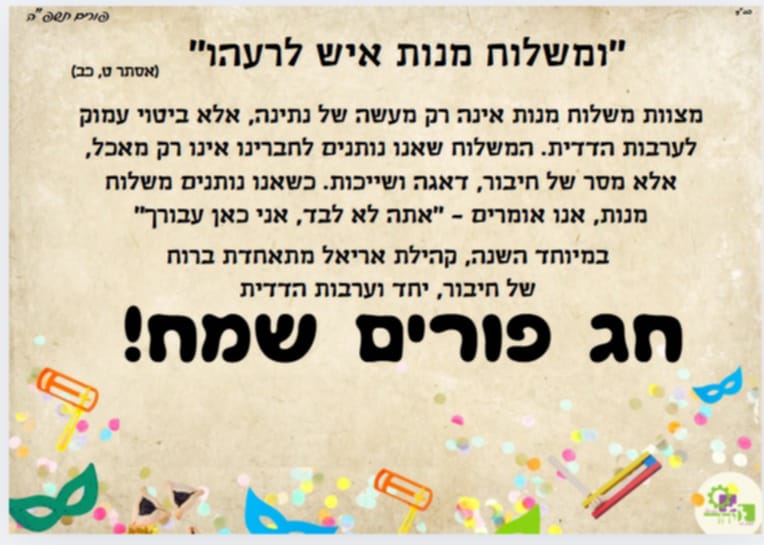 בס"ד
פורים תשפ"ה
"ומשלוח מנות איש לרעהו"
(אסתר ט, כב)
מצוות משלוח מנות אינה רק מעשה של נתינה, אלא ביטוי עמוק
לערבות הדדית. המשלוח שאנו נותנים לחברינו אינו רק מאכל,
אלא מסר של חיבור, דאגה ושייכות. כשאנו נותנים משלוח
מנות, אנו אומרים – "אתה לא לבד, אני כאן עבורך"
במיוחד השנה, קהילת אריאל מתאחדת ברוח
של חיבור, יחד וערבות הדדית
חג פורים שמח!